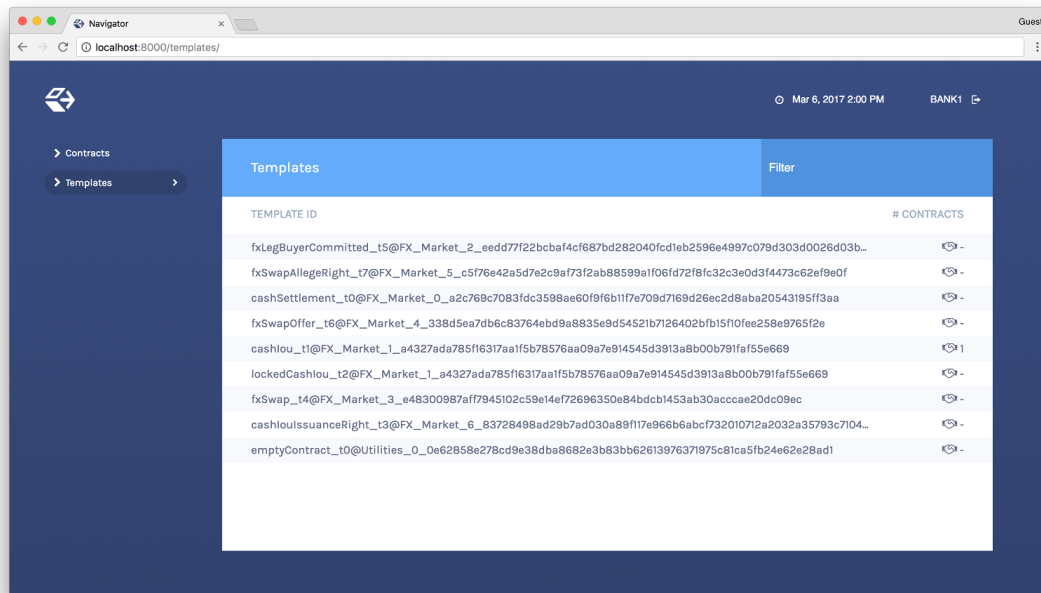 Navigator
Guest
localhost:8000/templates/
Mar 6, 2017 2:00 PM
BANK1
Contracts
Templates
Templates
Filter
TEMPLATE ID
# CONTRACTS
fxLegBuyerCommitted_t5@FX_Market_2_eedd77f22bcbaf4cf687bd282040fcd1eb2596e4997c079d303d0026d03b...
-
fxSwapAllegeRight_t7@FX_Market_5_c5f76e42a5d7e2c9af73f2ab88599a1f06fd72f8fc32c3e0d3f4473c62ef9e0f
-
cashSettlement_t0@FX_Market_0_a2c769c7083fdc3598ae60f9f6b11f7e709d7169d26ec2d8aba20543195ff3aa
-
fxSwapOffer_t6@FX_Market_4_338d5ea7db6c83764ebd9a8835e9d54521b7126402bfb15f10fee258e9765f2e
-
cashIou_t1@FX_Market_1_a4327ada785f16317aa1f5b78576aa09a7e914545d3913a8b00b791faf55e669
1
lockedCashIou_t2@FX_Market_1_a4327ada785f16317aa1f5b78576aa09a7e914545d3913a8b00b791faf55e669
-
fxSwap_t4@FX_Market_3_e48300987aff7945102c59e14ef72696350e84bdcb1453ab30acccae20dc09ec
-
cashIouIssuanceRight_t3@FX_Market_6_83728498ad29b7ad030a89f117e966b6abcf732010712a2032a35793c7104...
-
emptyContract_t0@Utilities_0_0e62858e278cd9e38dba8682e3b83bb62613976371975c81ca5fb24e62e28ad1
-